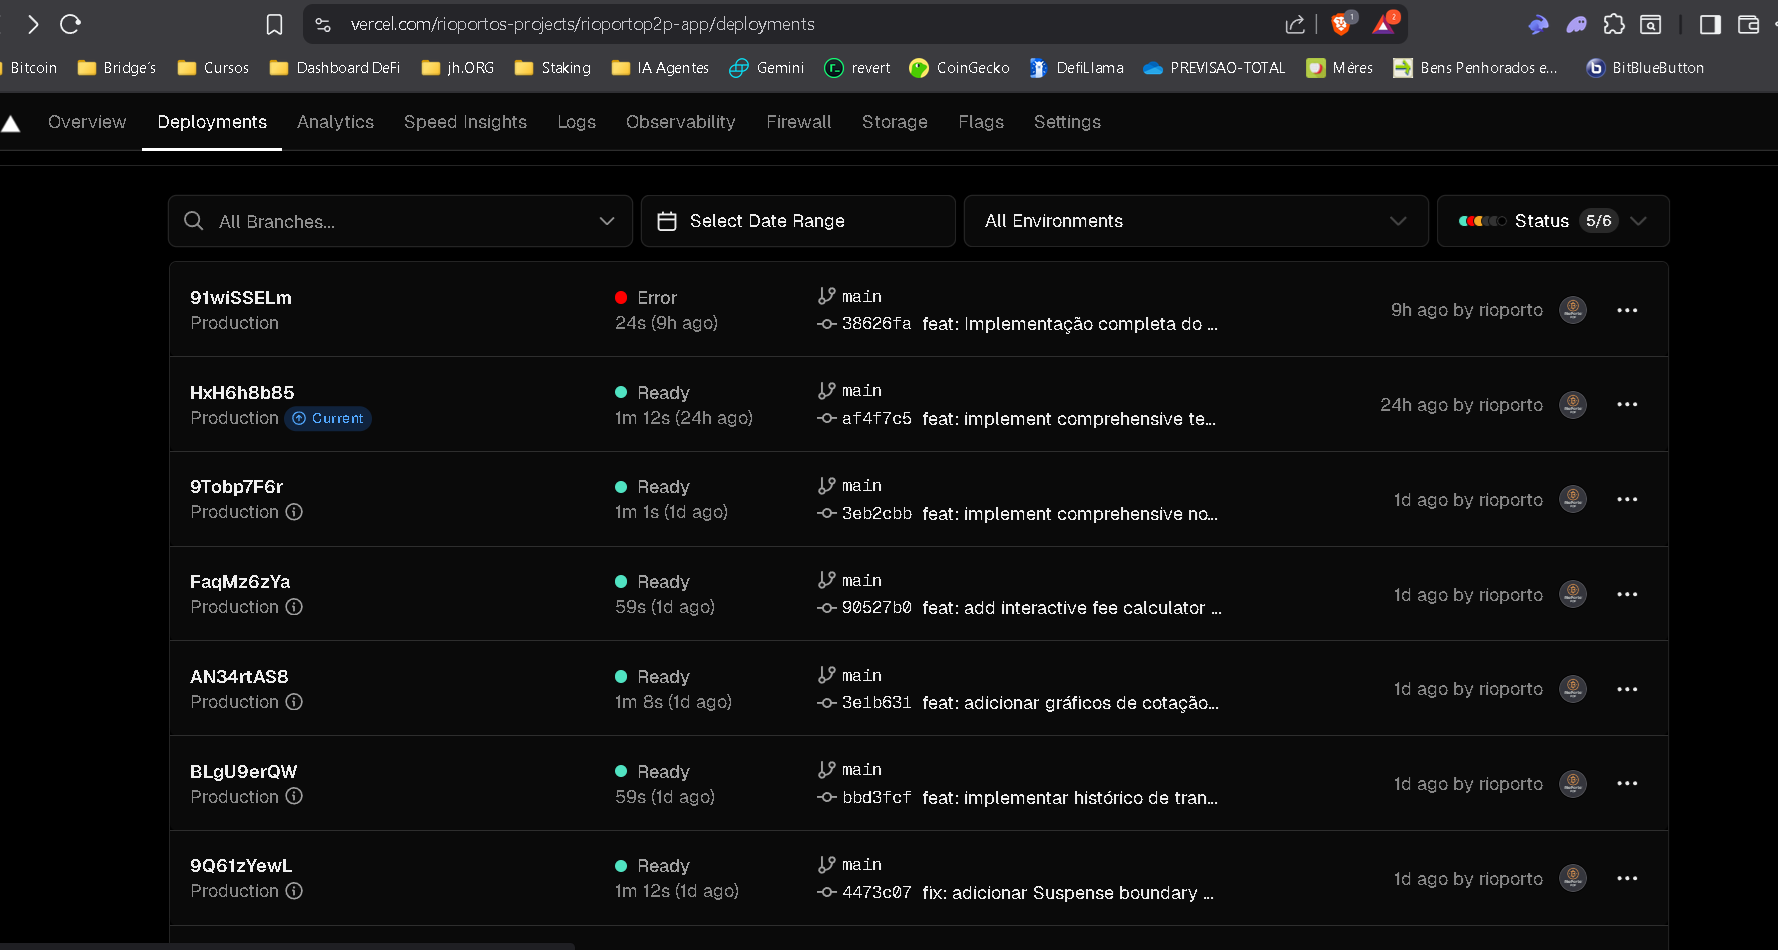 vercel.com/rioportos-projects/rioportop2p-app/deployments
1
2
Bitcoin Bridge's Cursos Dashboard DeFi jh.ORG Staking IA Agentes Gemini revert CoinGecko DefiLlama PREVISAO-TOTAL Mères Bens Penhorados e... BitBlueButton
Overview Deployments Analytics Speed Insights Logs Observability Firewall Storage Flags Settings
All Branches... Select Date Range All Environments Status 5/6
91wiSSELm Error main
Production 24s (9h ago) 38626fa feat: Implementação completa do ... 9h ago by rioporto
HxH6h8b85 Ready main
Production Current 1m 12s (24h ago) af4f7c5 feat: implement comprehensive te... 24h ago by rioporto
9Tobp7F6r Ready main
Production 1m 1s (1d ago) 3eb2cbb feat: implement comprehensive no... 1d ago by rioporto
FaqMz6zYa Ready main
Production 59s (1d ago) 90527b0 feat: add interactive fee calculator ... 1d ago by rioporto
AN34rtAS8 Ready main
Production 1m 8s (1d ago) 3e1b631 feat: adicionar gráficos de cotação... 1d ago by rioporto
BLgU9erQW Ready main
Production 59s (1d ago) bbd3fcf feat: implementar histórico de tran... 1d ago by rioporto
9Q61zYewL Ready main
Production 1m 12s (1d ago) 4473c07 fix: adicionar Suspense boundary ... 1d ago by rioporto